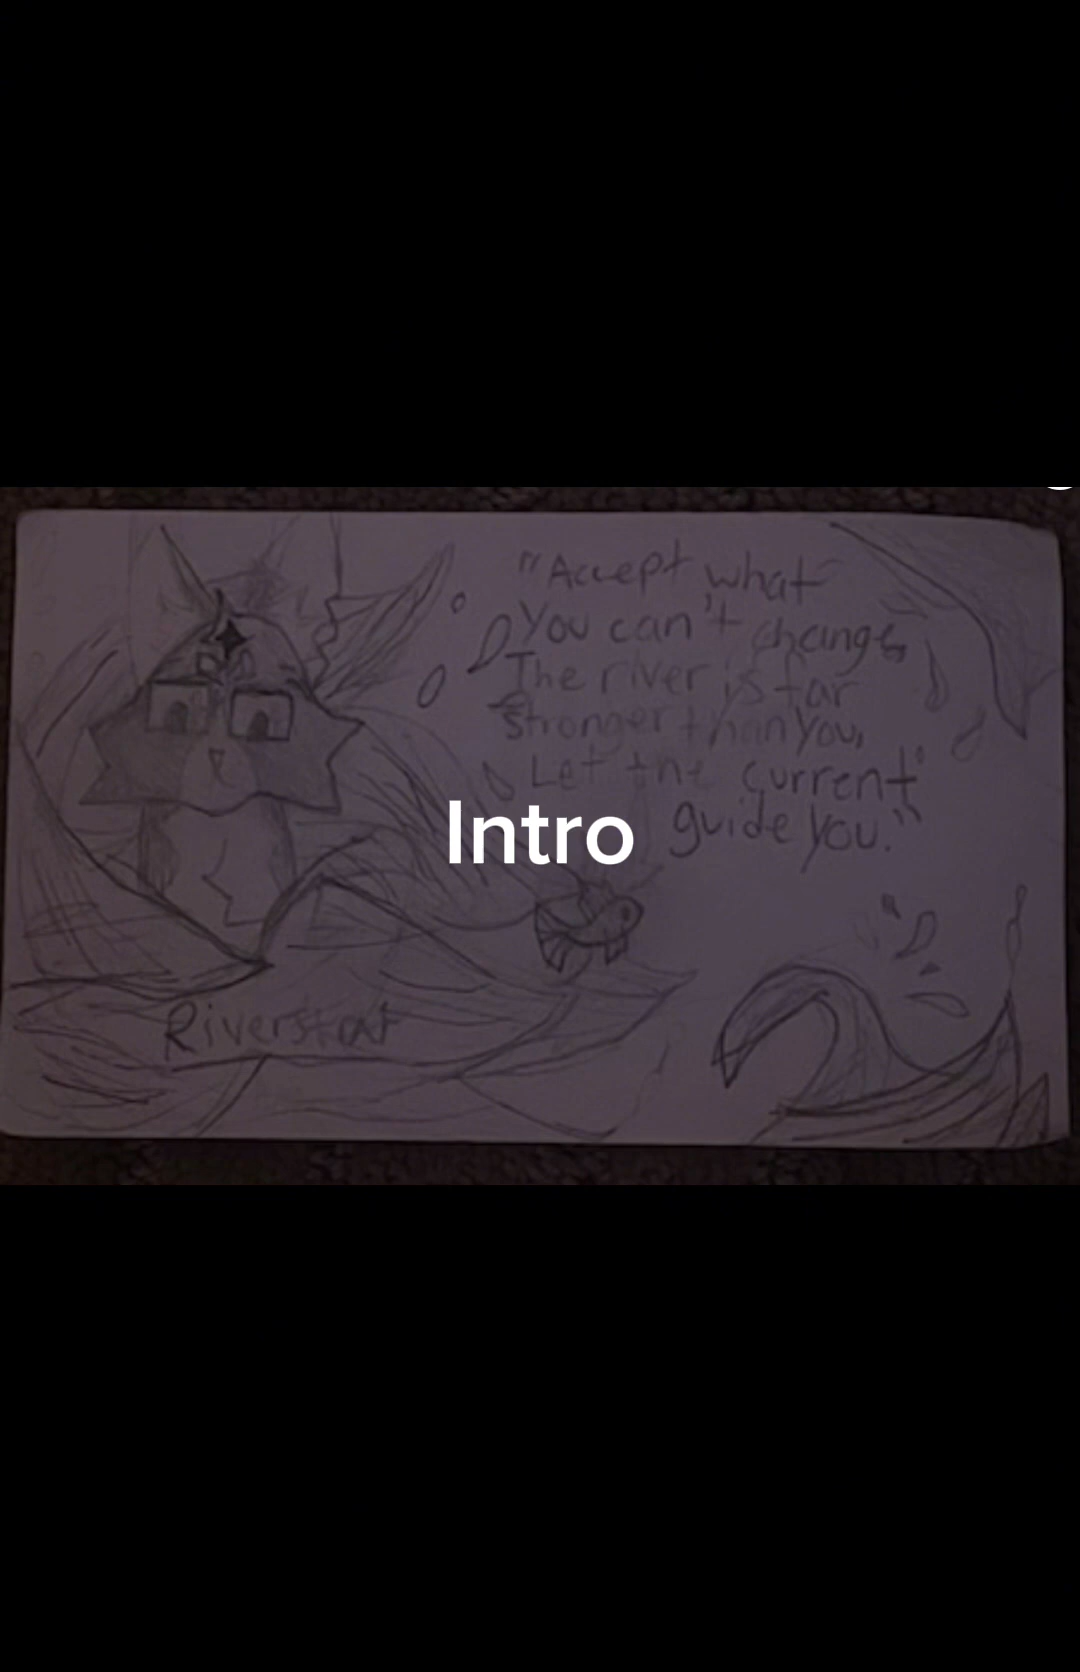 "Accept what
You can't change,
The river is far
stronger than you,
Let the current
guide you."
Intro
Riverstar